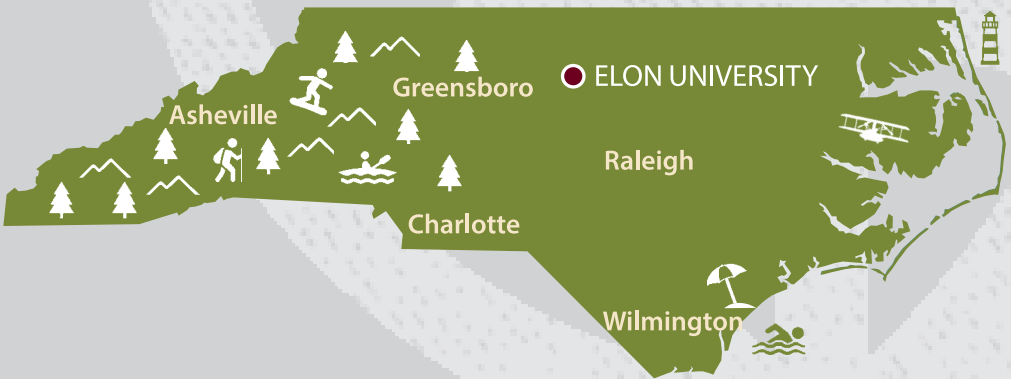 ELON UNIVERSITY
Greensboro
Asheville
Raleigh
Charlotte
Wilmington